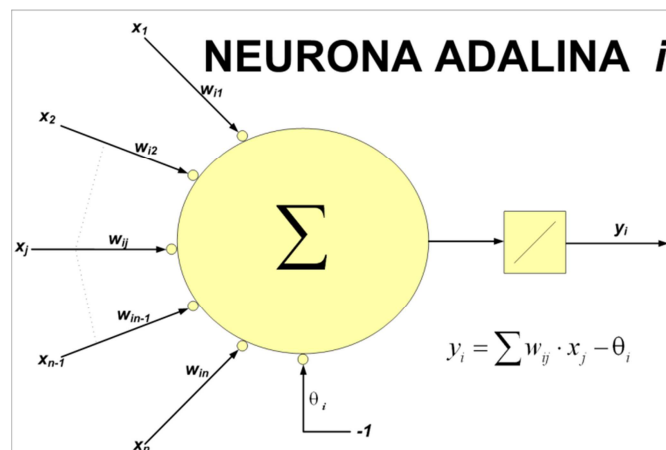 NEURONA ADALINA i
x1
wi1
x2
wi2
xj
wij
Σ
yi
xn-1
win-1
yi = ∑ wij · xj − θi
win
θi
-1
xn